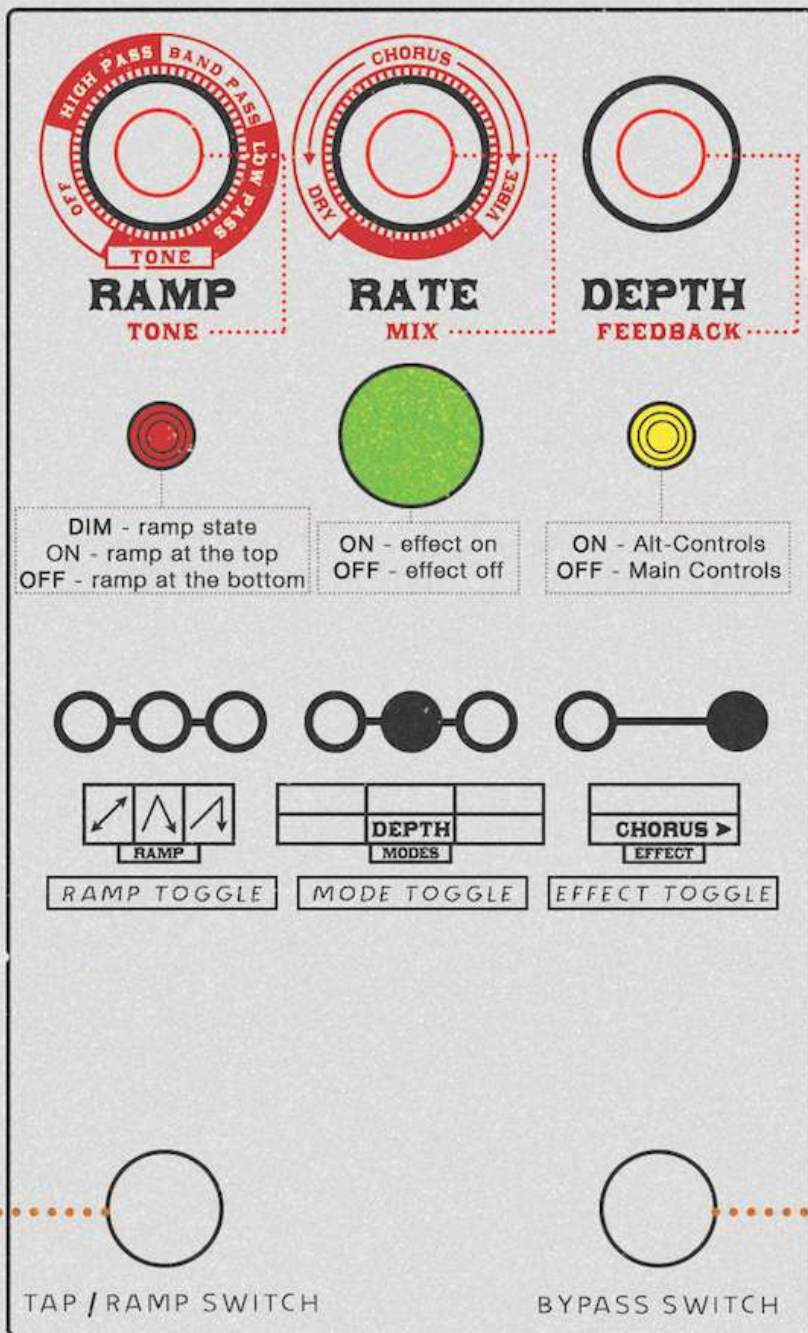 HIGH PASS
BAND PASS
LOW PASS
OFF
TONE
CHORUS
DRY
VIBEE
RAMP
RATE
DEPTH
TONE
MIX
FEEDBACK
DIM - ramp state
ON - ramp at the top
OFF - ramp at the bottom
ON - effect on
OFF - effect off
ON - Alt-Controls
OFF - Main Controls
DEPTH
CHORUS ➤
RAMP
MODES
EFFECT
RAMP TOGGLE
MODE TOGGLE
EFFECT TOGGLE
TAP / RAMP SWITCH
BYPASS SWITCH